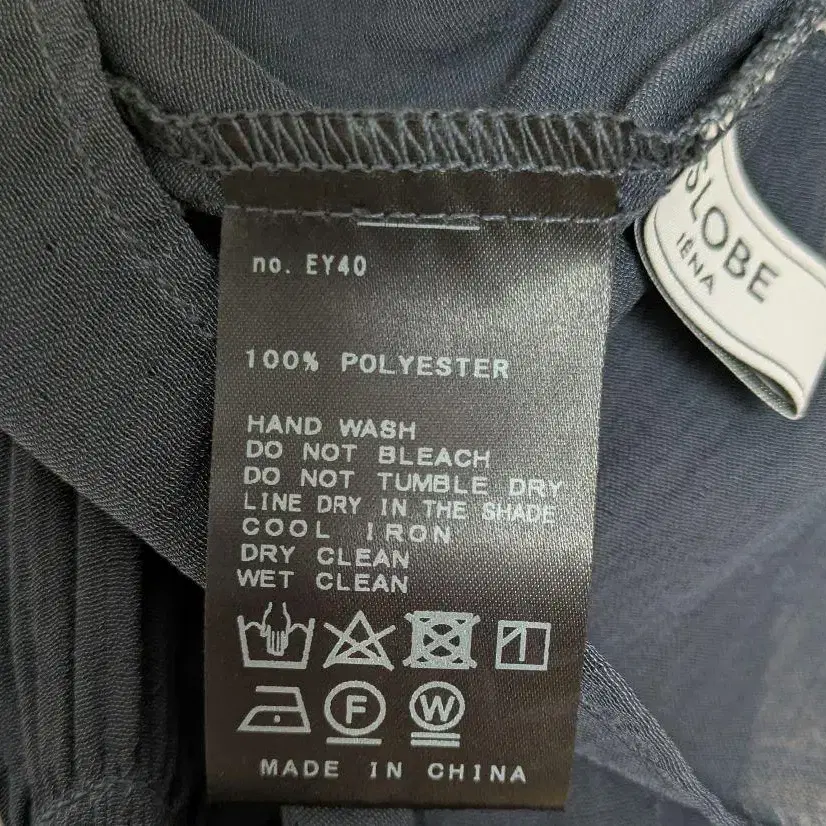 no. EY40
100% POLYESTER
HAND WASH
DO NOT BLEACH
DO NOT TUMBLE DRY
LINE DRY IN THE SHADE
COOL IRON
DRY CLEAN
WET CLEAN
F W
MADE IN CHINA
SLOBE
IÉNA